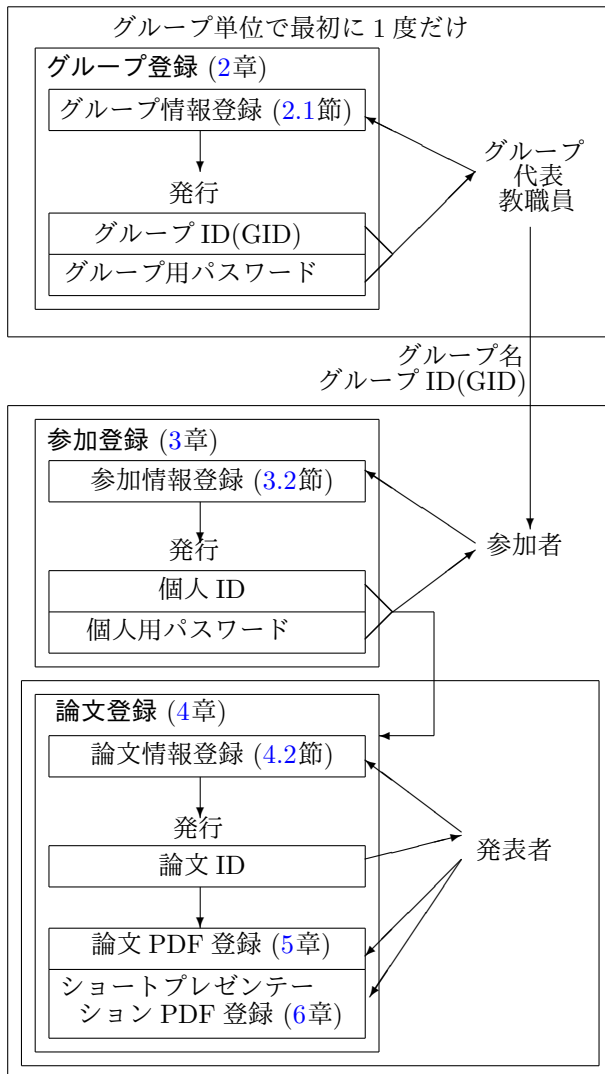 グループ単位で最初に 1 度だけ
グループ登録 (2章)
グループ情報登録 (2.1節)
発行
グループ ID(GID)
グループ用パスワード
グループ
代表
教職員
グループ名
グループ ID(GID)
参加登録 (3章)
参加情報登録 (3.2節)
発行
個人 ID
個人用パスワード
参加者
論文登録 (4章)
論文情報登録 (4.2節)
発行
論文 ID
発表者
論文 PDF 登録 (5章)
ショートプレゼンテー
ション PDF 登録 (6章)